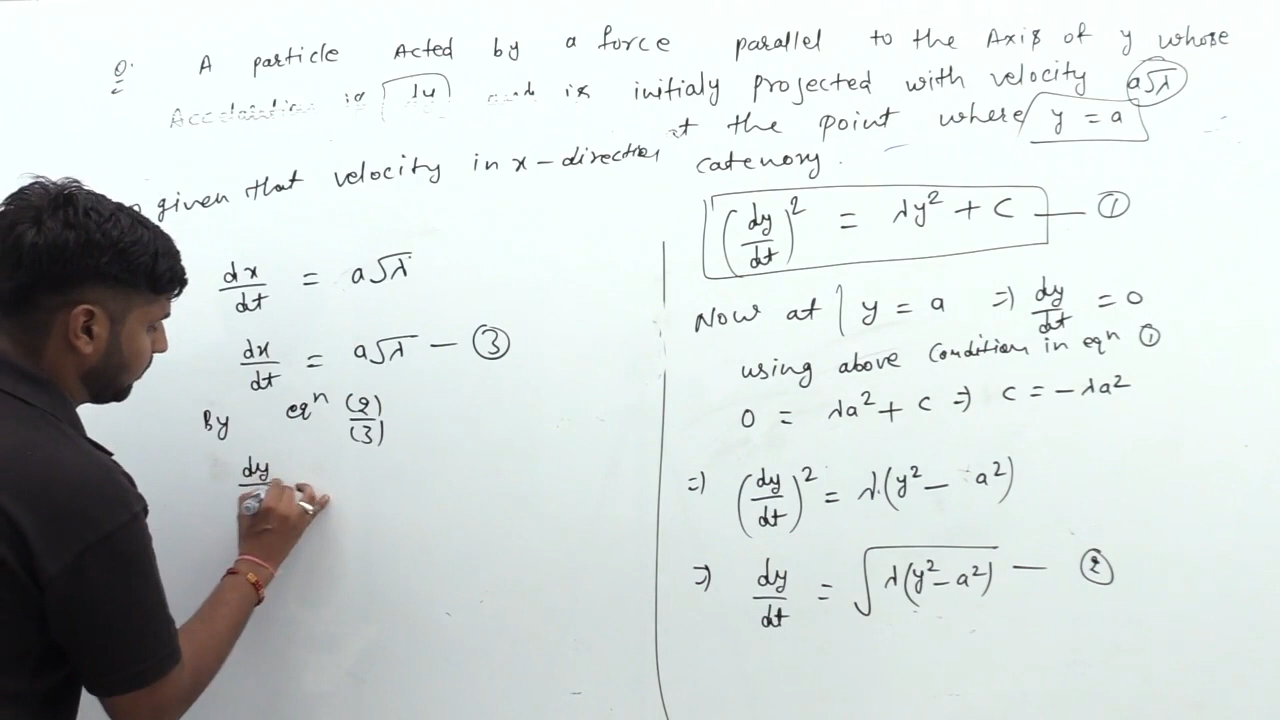 Q. A particle Acted by a force parallel to the Axis of y whose
Acceleration is λy and is initialy projected with velocity a√λ
at the point where y = a
given that velocity in x-direction
catenory.
dx/dt = a√λ
dx/dt = a√λ — ③
By eqⁿ (2)/(3)
dy
(dy/dt)² = λy² + C — ①
Now at y = a ⇒ dy/dt = 0
using above Condition in eqn ①
0 = λa² + C ⇒ C = -λa²
⇒ (dy/dt)² = λ.(y² - a²)
⇒ dy/dt = √λ(y² - a²) — ②